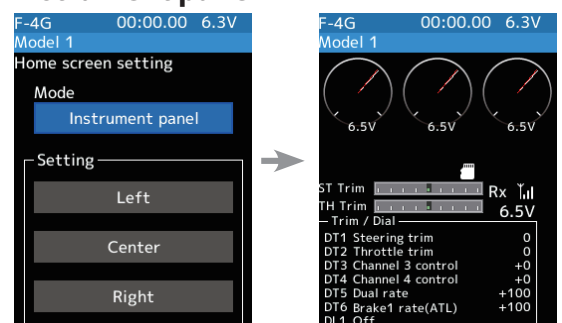 F-4G 00:00.00 6.3V
Model 1
Home screen setting
Mode
Instrument panel
Setting
Left
Center
Right
F-4G 00:00.00 6.3V
Model 1
6.5V 6.5V 6.5V
ST Trim Rx
TH Trim 6.5V
Trim / Dial
DT1 Steering trim 0
DT2 Throttle trim 0
DT3 Channel 3 control +0
DT4 Channel 4 control +0
DT5 Dual rate +100
DT6 Brake1 rate(ATL) +100
DL1 Off